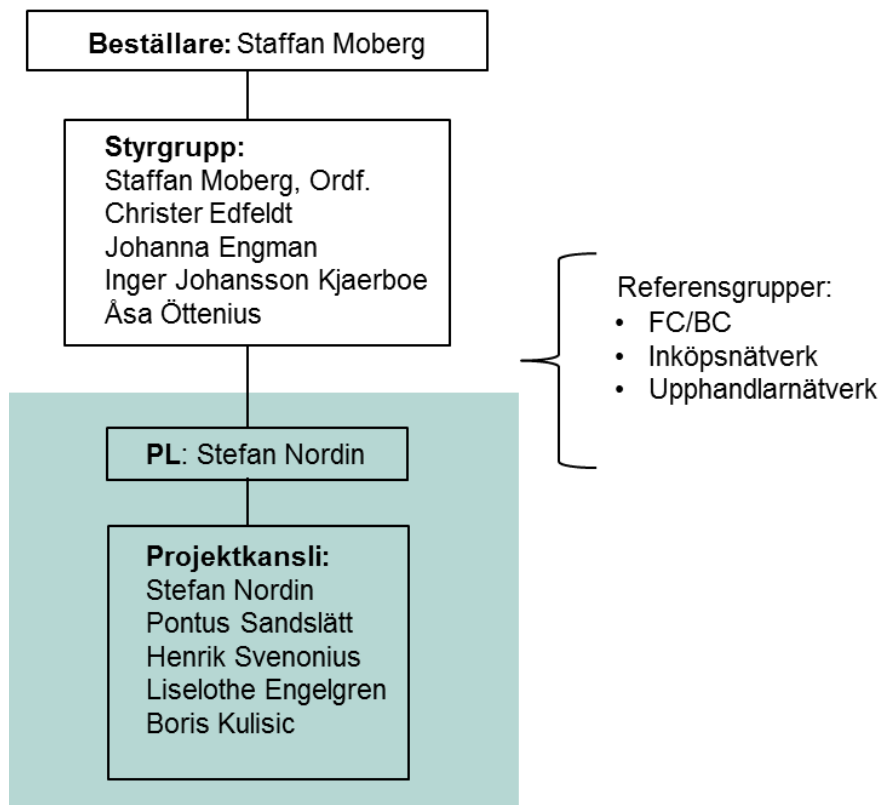 Beställare: Staffan Moberg
Styrgrupp:
Staffan Moberg, Ordf.
Christer Edfeldt
Johanna Engman
Inger Johansson Kjaerboe
Åsa Öttenius
Referensgrupper:
• FC/BC
• Inköpsnätverk
• Upphandlarnätverk
PL: Stefan Nordin
Projektkansli:
Stefan Nordin
Pontus Sandslätt
Henrik Svenonius
Liselothe Engelgren
Boris Kulisic